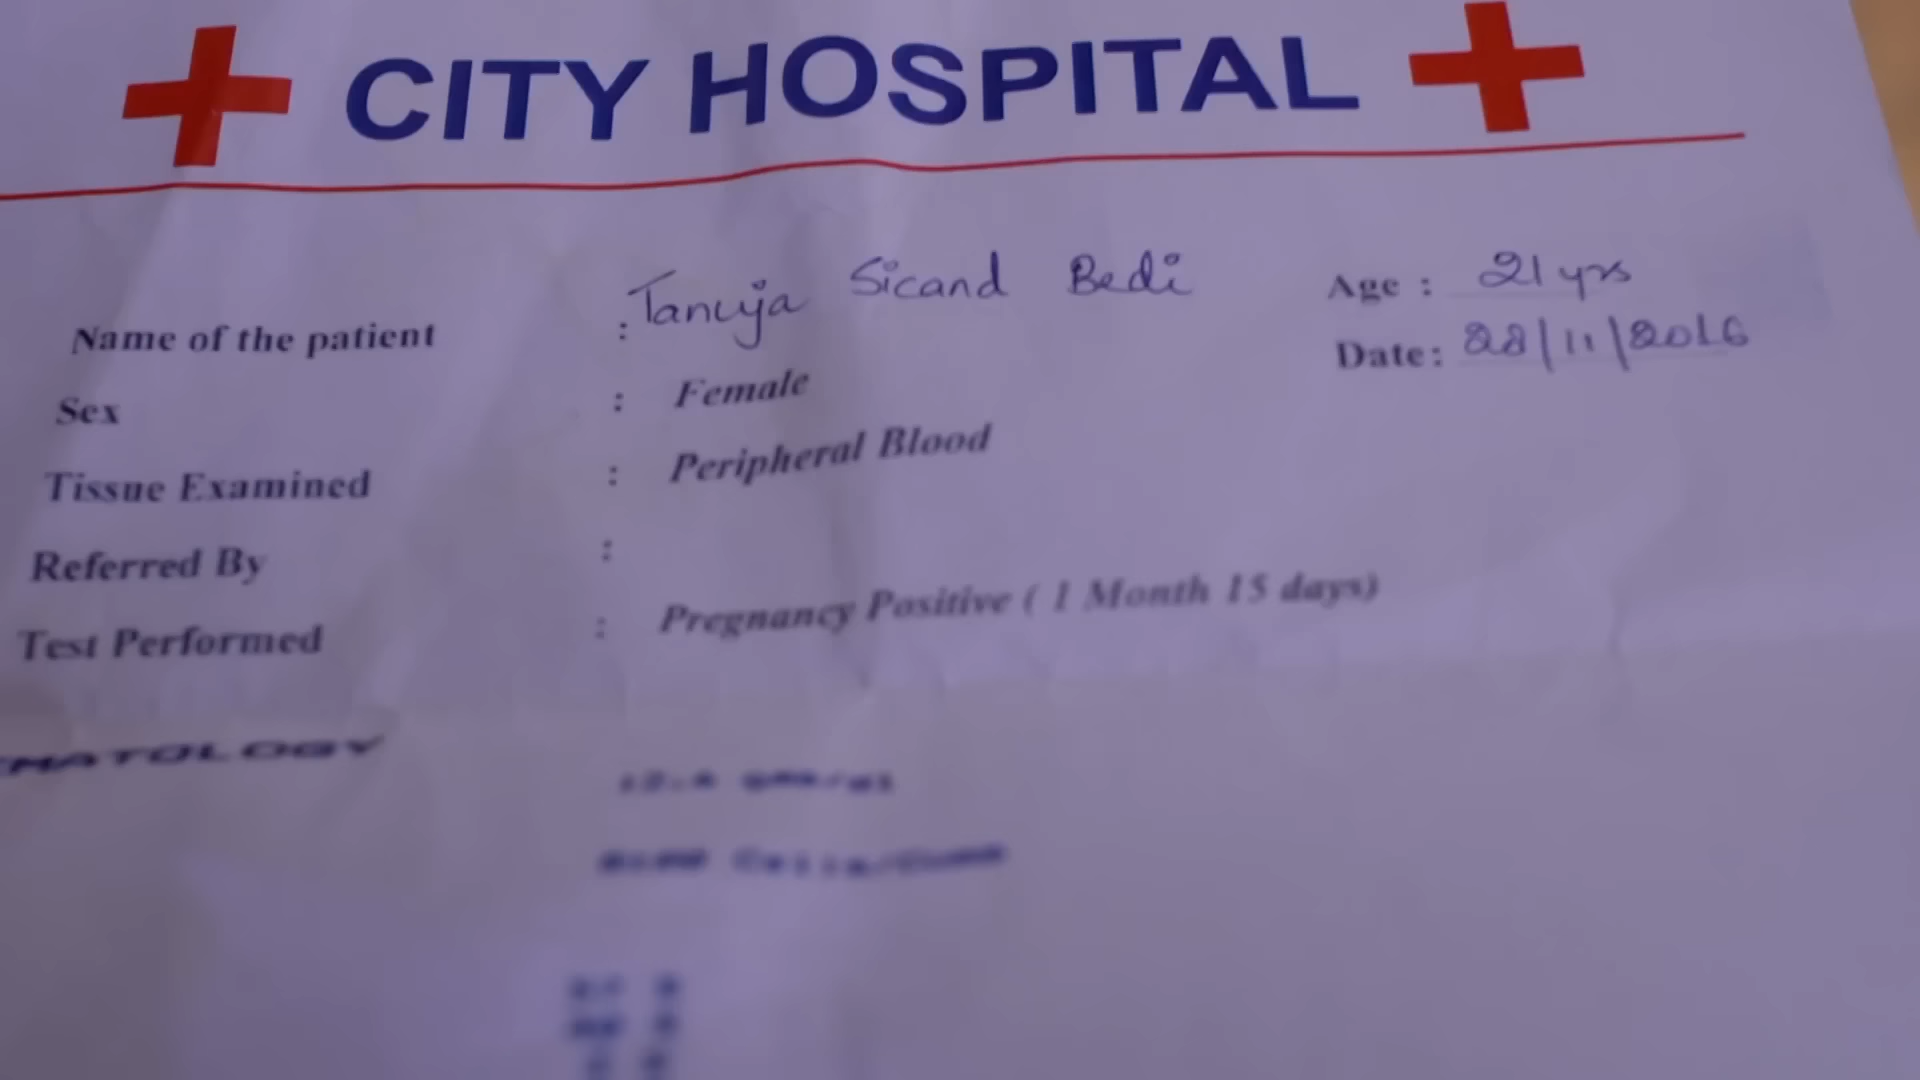 CITY HOSPITAL
Name of the patient : Tanuja Sicand Bedi Age : 21 yrs
Date: 28/11/2016
Sex : Female
Tissue Examined : Peripheral Blood
Referred By :
Test Performed : Pregnancy Positive ( 1 Month 15 days)
MATOLOGY